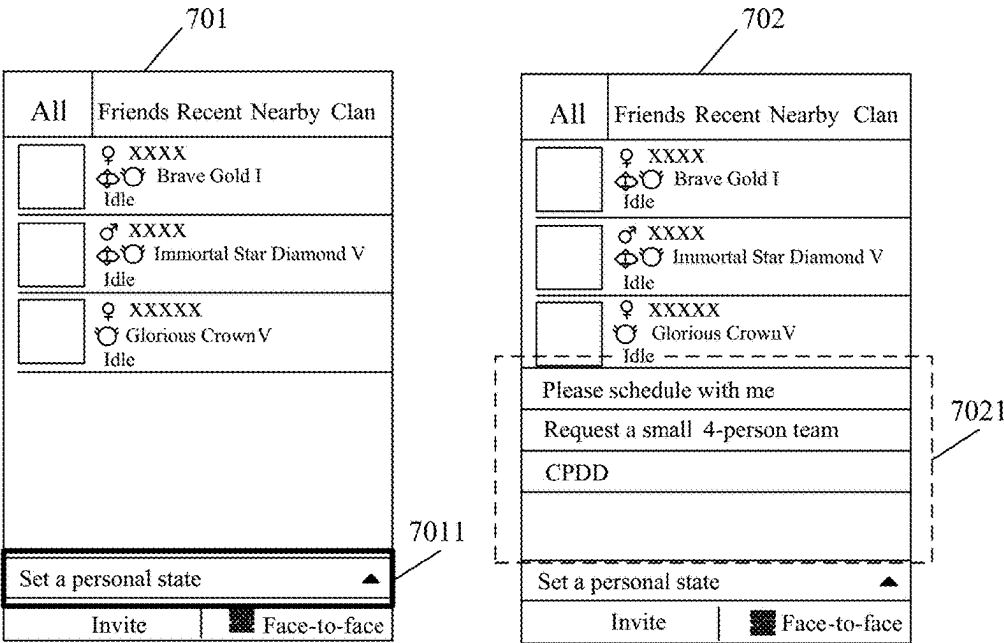 701
All Friends Recent Nearby Clan
♀ XXXX
Brave Gold I
Idle
♂ XXXX
Immortal Star Diamond V
Idle
♀ XXXXX
Glorious Crown V
Idle
7011
Set a personal state
Invite Face-to-face
702
All Friends Recent Nearby Clan
♀ XXXX
Brave Gold I
Idle
♂ XXXX
Immortal Star Diamond V
Idle
♀ XXXXX
Glorious Crown V
Idle
Please schedule with me
Request a small 4-person team
CPDD
7021
Set a personal state
Invite Face-to-face